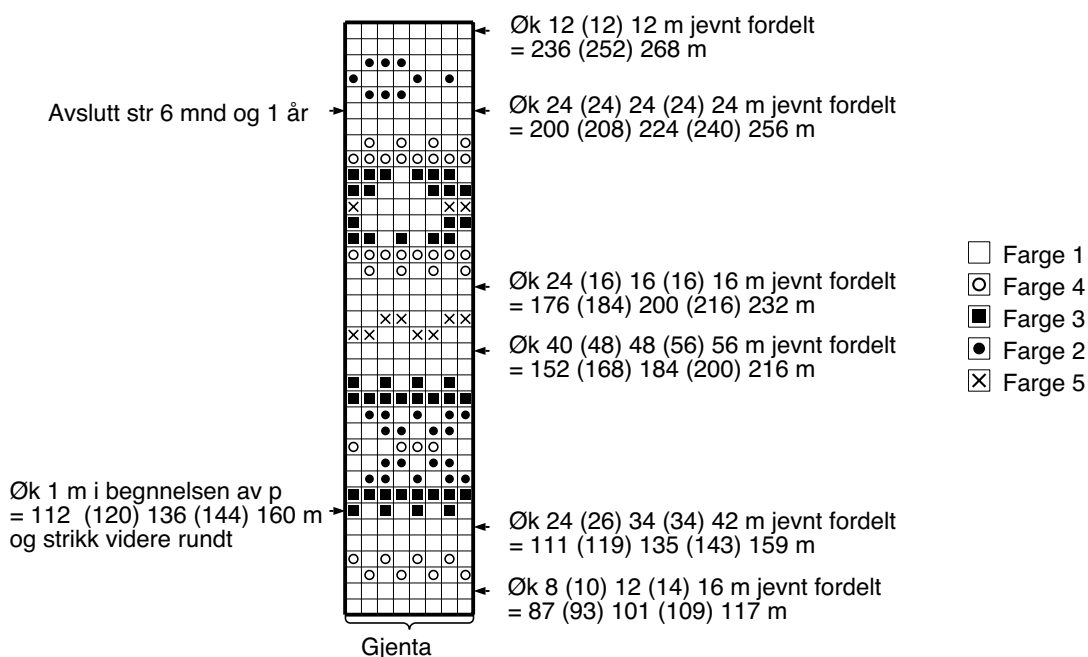 Øk 12 (12) 12 m jevnt fordelt
= 236 (252) 268 m
Avslutt str 6 mnd og 1 år
Øk 24 (24) 24 (24) 24 m jevnt fordelt
= 200 (208) 224 (240) 256 m
Øk 24 (16) 16 (16) 16 m jevnt fordelt
= 176 (184) 200 (216) 232 m
Øk 40 (48) 48 (56) 56 m jevnt fordelt
= 152 (168) 184 (200) 216 m
Øk 1 m i begnnelsen av p
= 112 (120) 136 (144) 160 m
og strikk videre rundt
Øk 24 (26) 34 (34) 42 m jevnt fordelt
= 111 (119) 135 (143) 159 m
Øk 8 (10) 12 (14) 16 m jevnt fordelt
= 87 (93) 101 (109) 117 m
Gjenta
Farge 1
Farge 4
Farge 3
Farge 2
Farge 5